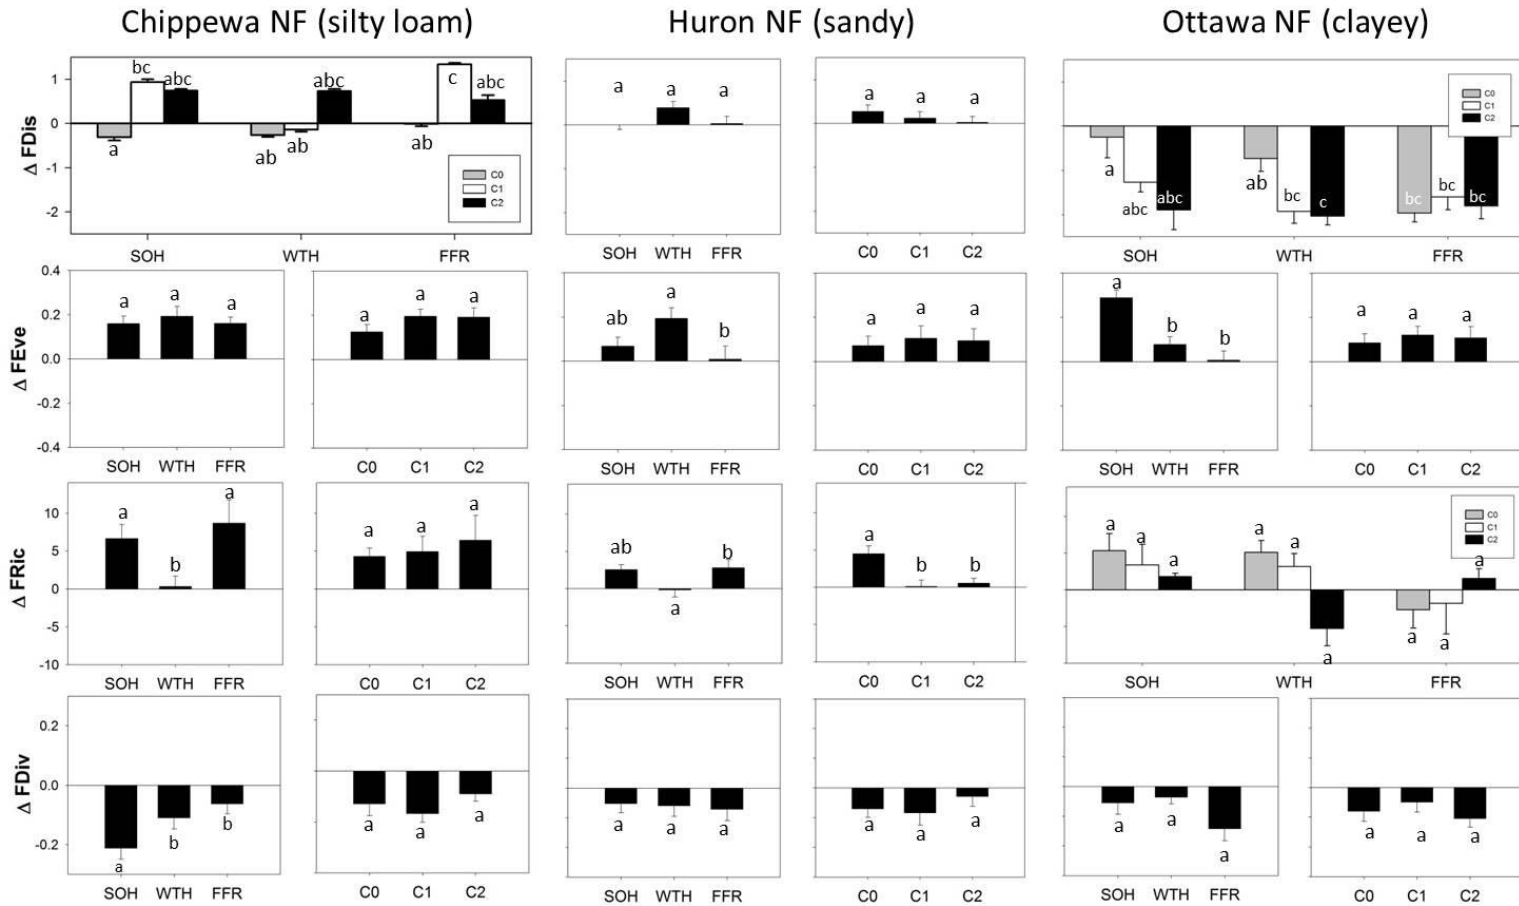 Chippewa NF (silty loam) Huron NF (sandy) Ottawa NF (clayey)
Δ FDis
1
0
-1
-2
bc abc abc c abc
a ab ab ab
C0
C1
C2
SOH WTH FFR
a a a
SOH WTH FFR
a a a
C0 C1 C2
C0
C1
C2
a abc abc ab bc c bc bc bc
SOH WTH FFR
Δ FEve
0.4
0.2
0.0
-0.2
-0.4
a a a
SOH WTH FFR
a a a
C0 C1 C2
ab a b
SOH WTH FFR
a a a
C0 C1 C2
a b b
SOH WTH FFR
a a a
C0 C1 C2
Δ FRic
10
5
0
-5
-10
a b a
SOH WTH FFR
a a a
C0 C1 C2
ab a b
SOH WTH FFR
a b b
C0 C1 C2
C0
C1
C2
a a a a a a a a a
SOH WTH FFR
Δ FDiv
0.2
0.0
-0.2
a b b
SOH WTH FFR
a a a
C0 C1 C2
a a a
SOH WTH FFR
a a a
C0 C1 C2
a a a
SOH WTH FFR
a a a
C0 C1 C2